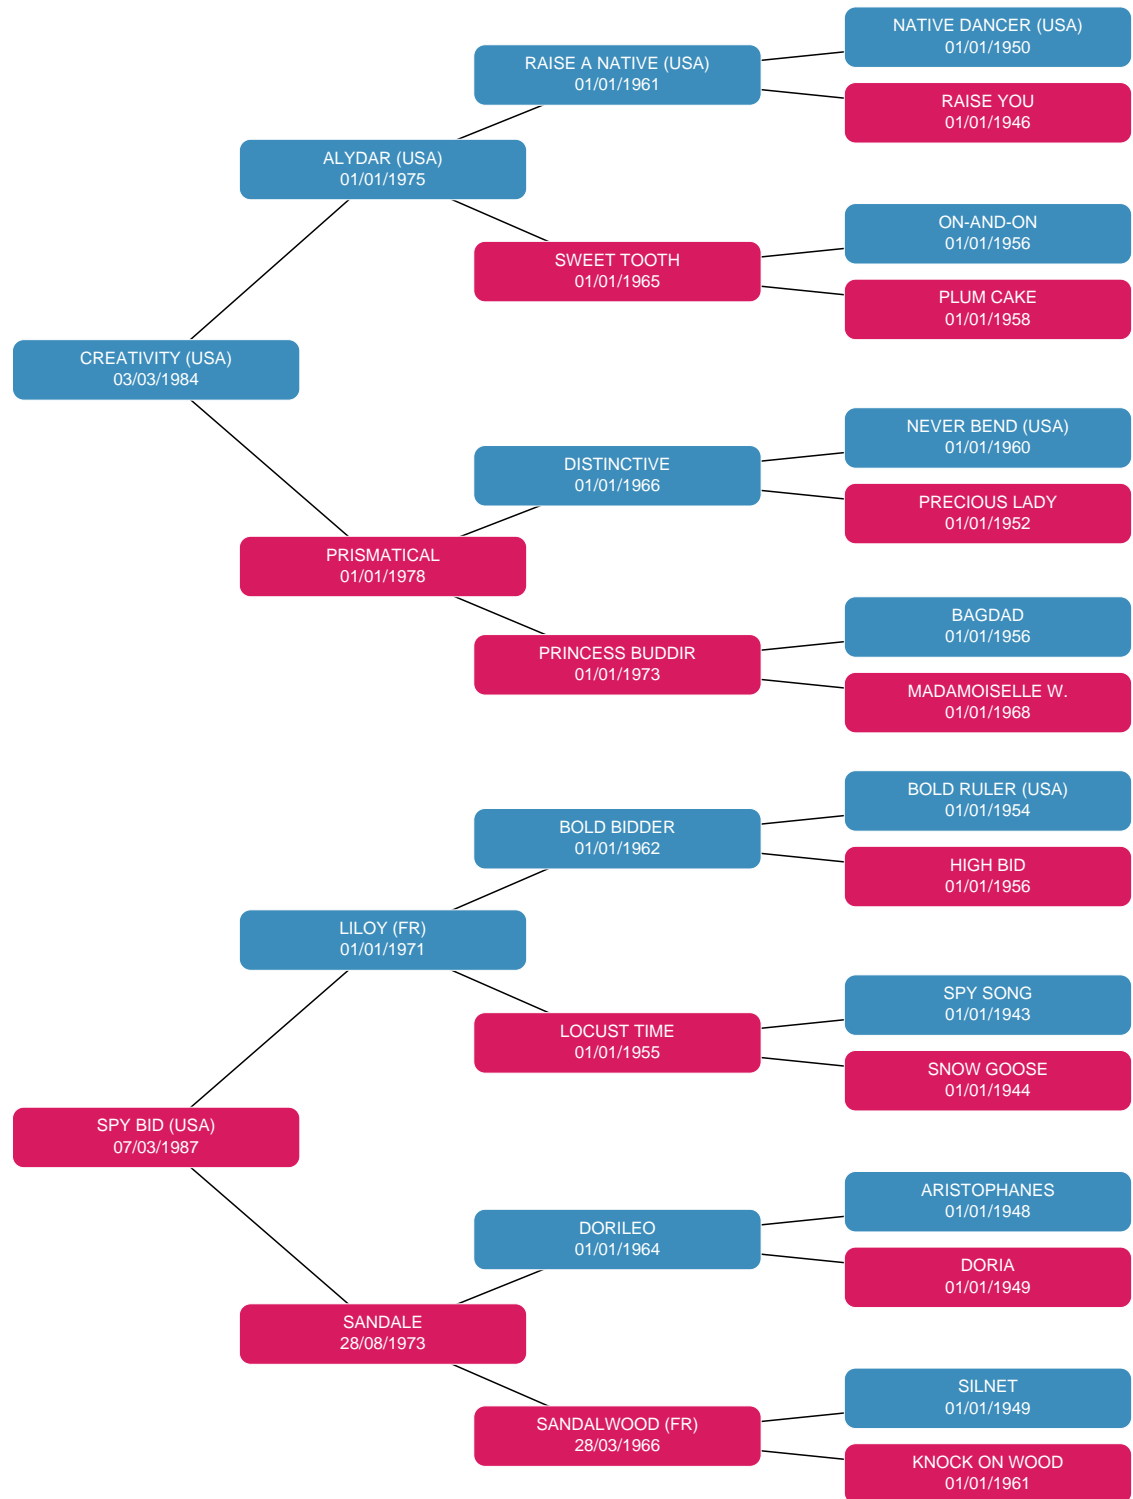 NATIVE DANCER (USA)
01/01/1950
RAISE A NATIVE (USA)
01/01/1961
RAISE YOU
01/01/1946
ALYDAR (USA)
01/01/1975
ON-AND-ON
01/01/1956
SWEET TOOTH
01/01/1965
PLUM CAKE
01/01/1958
CREATIVITY (USA)
03/03/1984
NEVER BEND (USA)
01/01/1960
DISTINCTIVE
01/01/1966
PRECIOUS LADY
01/01/1952
PRISMATICAL
01/01/1978
BAGDAD
01/01/1956
PRINCESS BUDDIR
01/01/1973
MADAMOISELLE W.
01/01/1968
BOLD RULER (USA)
01/01/1954
BOLD BIDDER
01/01/1962
HIGH BID
01/01/1956
LILOY (FR)
01/01/1971
SPY SONG
01/01/1943
LOCUST TIME
01/01/1955
SNOW GOOSE
01/01/1944
SPY BID (USA)
07/03/1987
ARISTOPHANES
01/01/1948
DORILEO
01/01/1964
DORIA
01/01/1949
SANDALE
28/08/1973
SILNET
01/01/1949
SANDALWOOD (FR)
28/03/1966
KNOCK ON WOOD
01/01/1961